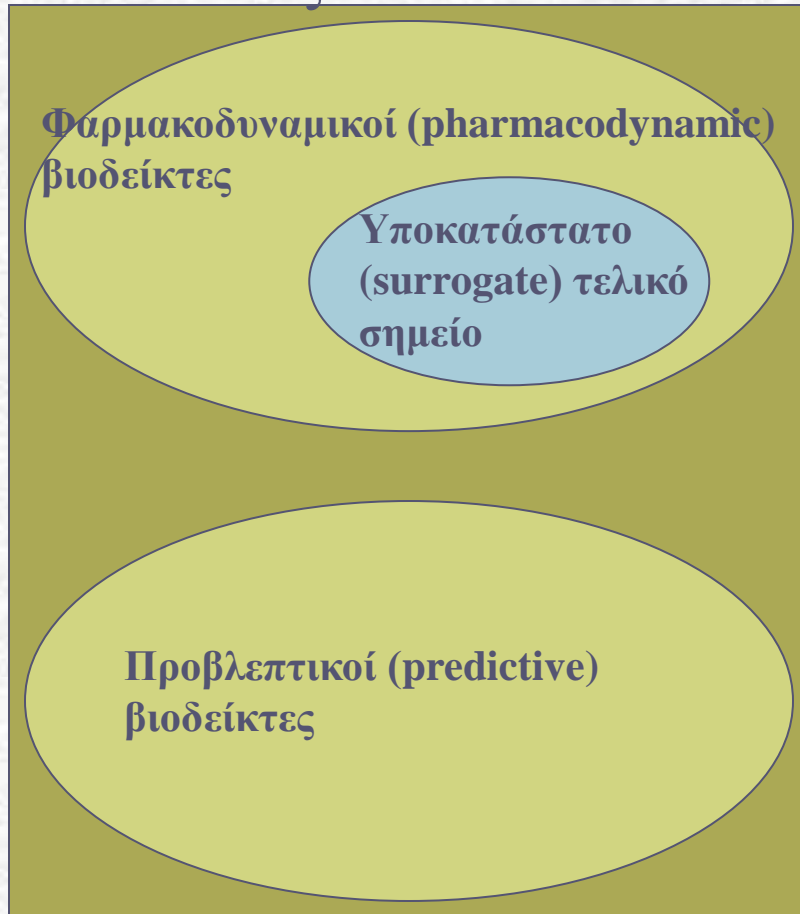 Φαρμακοδυναμικοί (pharmacodynamic)
βιοδείκτες
Υποκατάστατο
(surrogate) τελικό
σημείο
Προβλεπτικοί (predictive)
βιοδείκτες